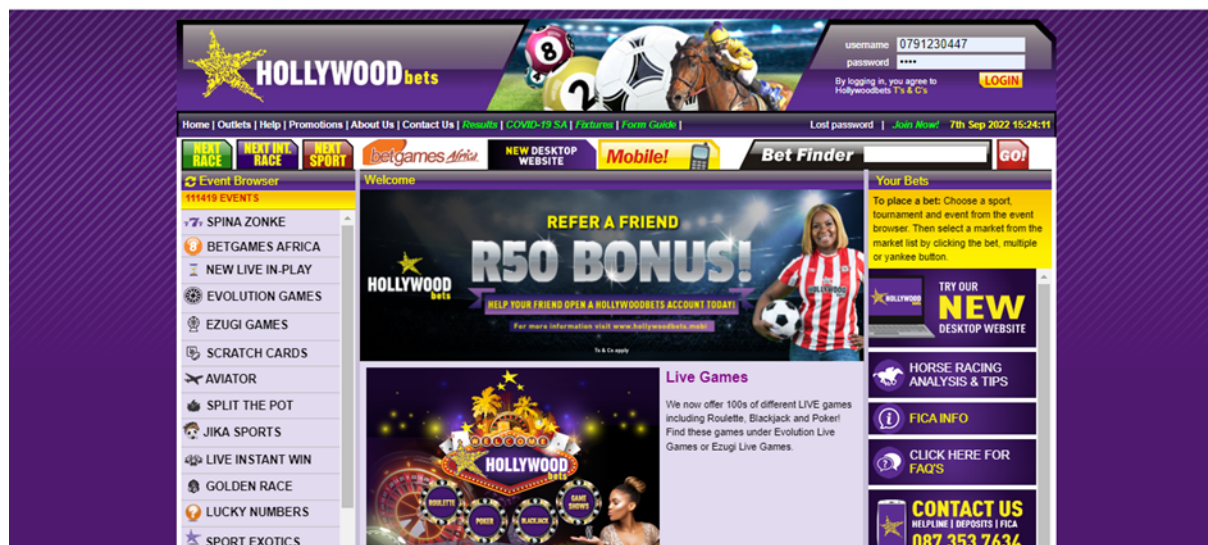 HOLLYWOODbets
username 0791230447
password ••••
By logging in, you agree to
Hollywoodbets T's & C's
LOGIN
Home | Outlets | Help | Promotions | About Us | Contact Us | Results | COVID-19 SA | Fixtures | Form Guide |
Lost password | Join Now! 7th Sep 2022 15:24:11
NEXT RACE
NEXT INT. RACE
NEXT SPORT
betgames Africa
NEW DESKTOP
WEBSITE
Mobile!
Bet Finder
GO!
Event Browser
111419 EVENTS
SPINA ZONKE
BETGAMES AFRICA
NEW LIVE IN-PLAY
EVOLUTION GAMES
EZUGI GAMES
SCRATCH CARDS
AVIATOR
SPLIT THE POT
JIKA SPORTS
LIVE INSTANT WIN
GOLDEN RACE
LUCKY NUMBERS
SPORT EXOTICS
Welcome
REFER A FRIEND
R50 BONUS!
HOLLYWOOD
bets
HELP YOUR FRIEND OPEN A HOLLYWOODBETS ACCOUNT TODAY!
For more information visit www.hollywoodbets.mobi
Ts & Cs apply
HOLLYWOOD
WELCOME
HOLLYWOOD
bets
ROULETTE
POKER
BLACKJACK
GAME
SHOWS
Live Games
We now offer 100s of different LIVE games
including Roulette, Blackjack and Poker!
Find these games under Evolution Live
Games or Ezugi Live Games.
Your Bets
To place a bet: Choose a sport,
tournament and event from the event
browser. Then select a market from the
market list by clicking the bet, multiple
or yankee button.
HOLLYWOOD
bets
TRY OUR
NEW
DESKTOP WEBSITE
HORSE RACING
ANALYSIS & TIPS
FICA INFO
CLICK HERE FOR
FAQ'S
CONTACT US
HELPLINE | DEPOSITS | FICA
087 353 7634